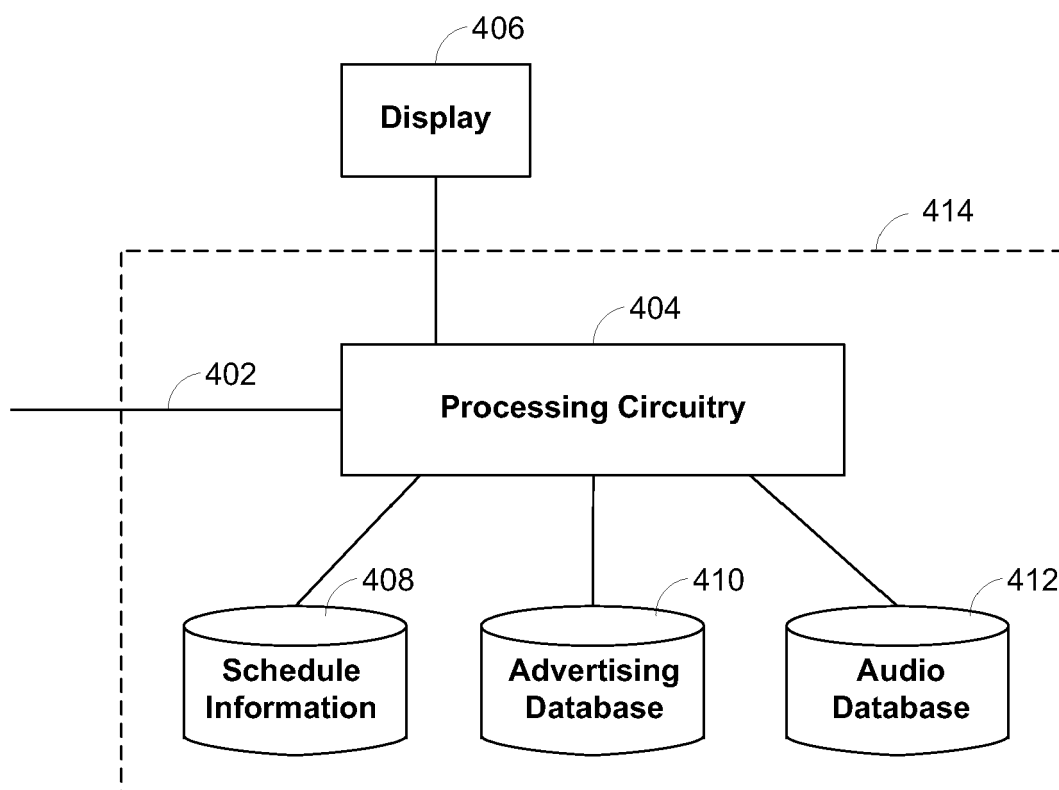 406
Display
414
404
402
Processing Circuitry
408
410
412
Schedule
Information
Advertising
Database
Audio
Database